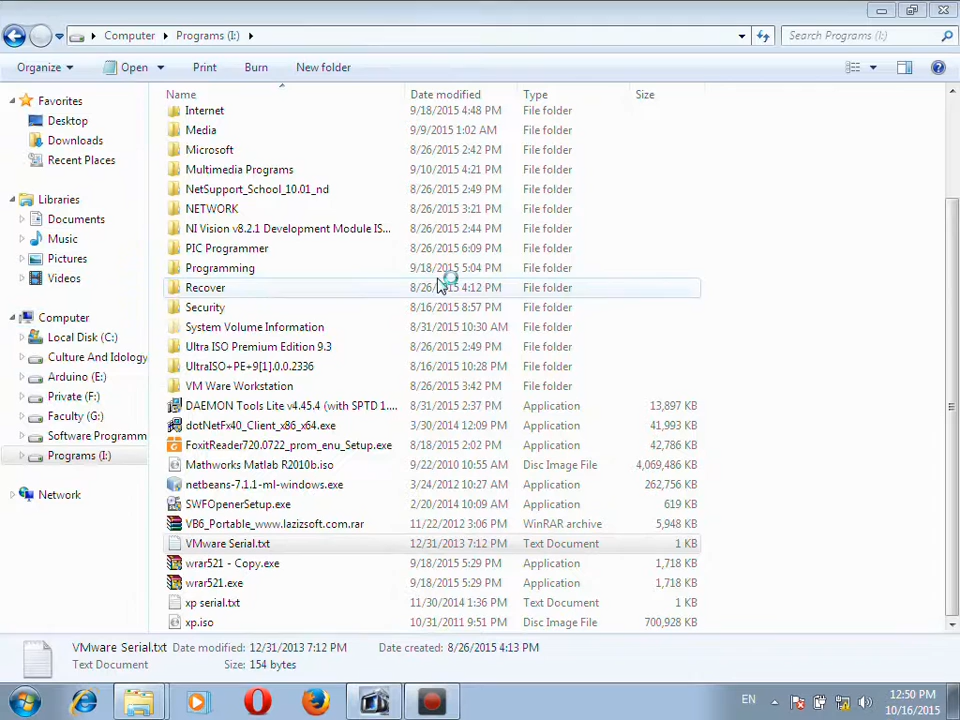 Computer Programs (I:) Search Programs (I:)
Organize Open Print Burn New folder
Name Date modified Type Size
Favorites
Desktop
Downloads
Recent Places
Libraries
Documents
Music
Pictures
Videos
Computer
Local Disk (C:)
Culture And Idology
Arduino (E:)
Private (F:)
Faculty (G:)
Software Programm
Programs (I:)
Network
Internet 9/18/2015 4:48 PM File folder
Media 9/9/2015 1:02 AM File folder
Microsoft 8/26/2015 2:42 PM File folder
Multimedia Programs 9/10/2015 4:21 PM File folder
NetSupport_School_10.01_nd 8/26/2015 2:49 PM File folder
NETWORK 8/26/2015 3:21 PM File folder
NI Vision v8.2.1 Development Module IS... 8/26/2015 2:44 PM File folder
PIC Programmer 8/26/2015 6:09 PM File folder
Programming 9/18/2015 5:04 PM File folder
Recover 8/26/2015 4:12 PM File folder
Security 8/16/2015 8:57 PM File folder
System Volume Information 8/31/2015 10:30 AM File folder
Ultra ISO Premium Edition 9.3 8/26/2015 2:49 PM File folder
UltraISO+PE+9[1].0.0.2336 8/16/2015 10:28 PM File folder
VM Ware Workstation 8/26/2015 3:42 PM File folder
DAEMON Tools Lite v4.45.4 (with SPTD 1.... 8/31/2015 2:37 PM Application 13,897 KB
dotNetFx40_Client_x86_x64.exe 3/30/2014 12:09 PM Application 41,993 KB
FoxitReader720.0722_prom_enu_Setup.exe 8/18/2015 2:02 PM Application 42,786 KB
Mathworks Matlab R2010b.iso 9/22/2010 10:55 AM Disc Image File 4,069,486 KB
netbeans-7.1.1-ml-windows.exe 3/24/2012 10:27 AM Application 262,756 KB
SWFOpenerSetup.exe 2/20/2014 10:09 AM Application 619 KB
VB6_Portable_www.lazizsoft.com.rar 11/22/2012 3:06 PM WinRAR archive 5,948 KB
VMware Serial.txt 12/31/2013 7:12 PM Text Document 1 KB
wrar521 - Copy.exe 9/18/2015 5:29 PM Application 1,718 KB
wrar521.exe 9/18/2015 5:29 PM Application 1,718 KB
xp serial.txt 11/30/2014 1:36 PM Text Document 1 KB
xp.iso 10/31/2011 9:51 PM Disc Image File 700,928 KB
VMware Serial.txt Date modified: 12/31/2013 7:12 PM Date created: 8/26/2015 4:13 PM
Text Document Size: 154 bytes
EN 12:50 PM
10/16/2015